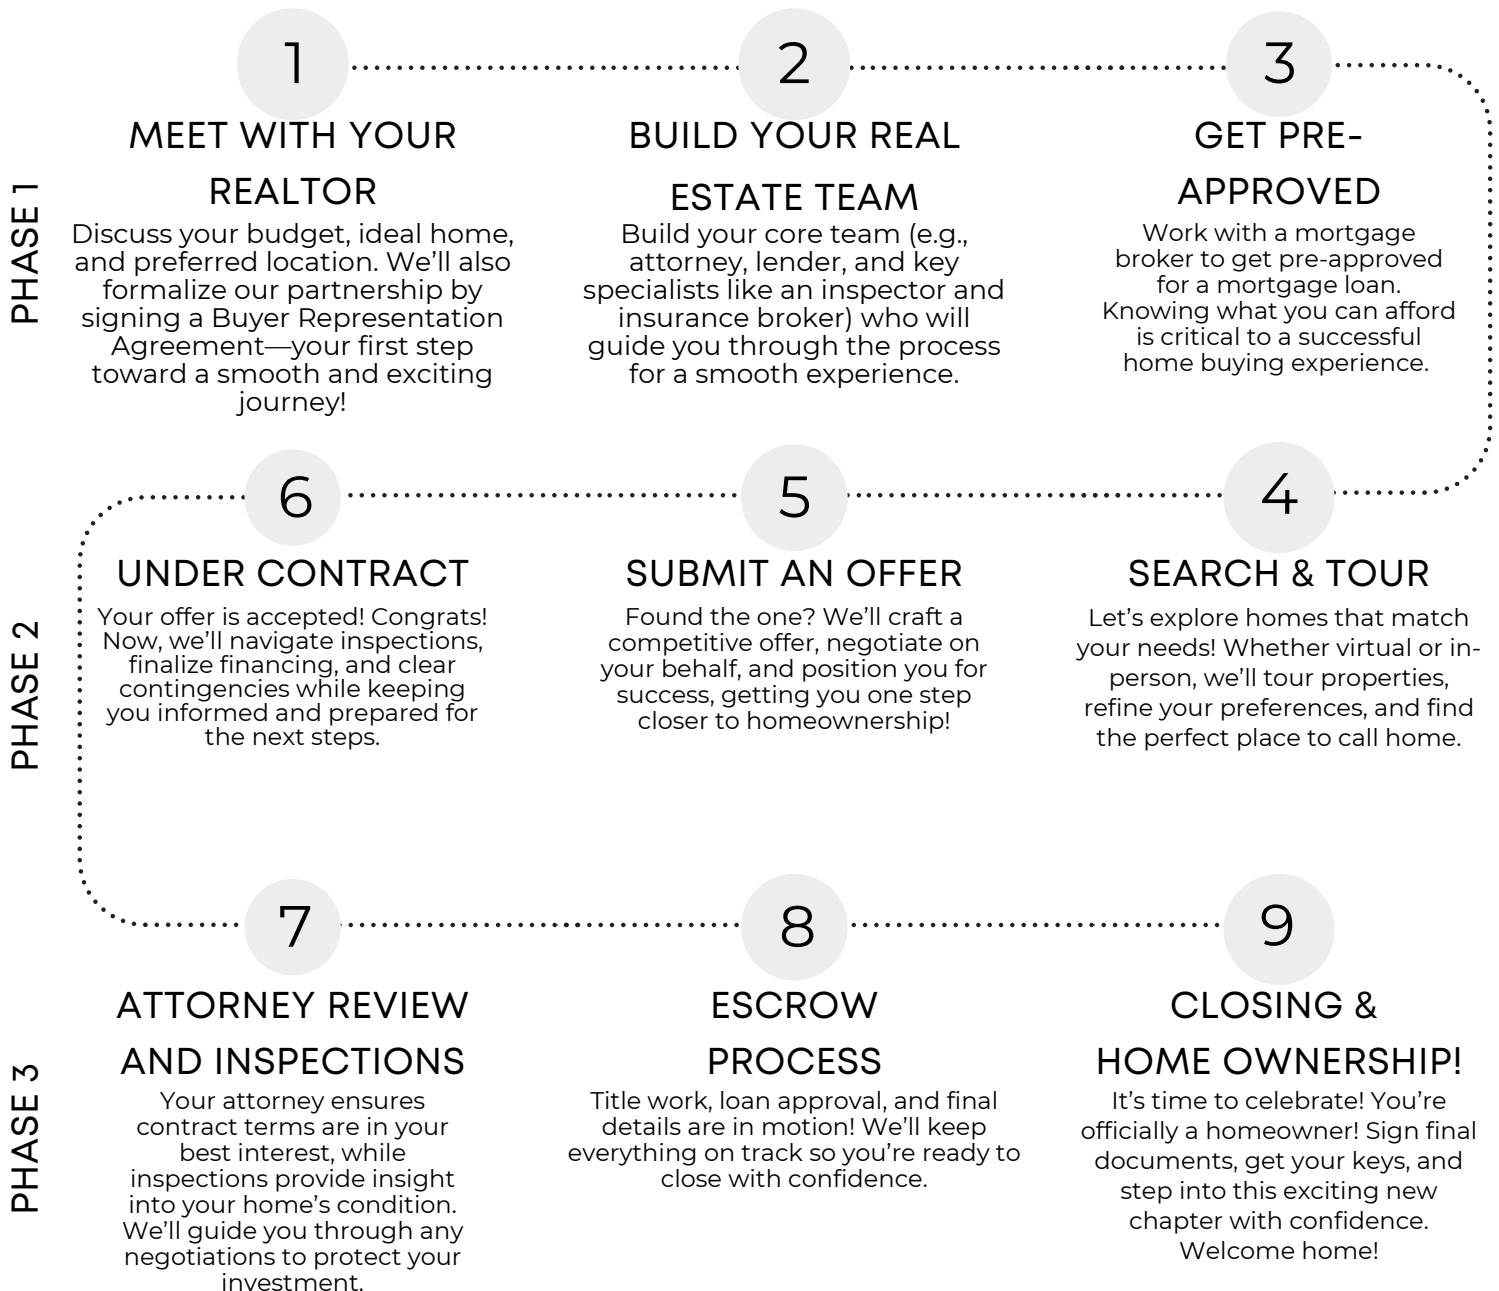 PHASE 1
1
MEET WITH YOUR
REALTOR
Discuss your budget, ideal home,
and preferred location. We’ll also
formalize our partnership by
signing a Buyer Representation
Agreement—your first step
toward a smooth and exciting
journey!
2
BUILD YOUR REAL
ESTATE TEAM
Build your core team (e.g.,
attorney, lender, and key
specialists like an inspector and
insurance broker) who will
guide you through the process
for a smooth experience.
3
GET PRE-
APPROVED
Work with a mortgage
broker to get pre-approved
for a mortgage loan.
Knowing what you can afford
is critical to a successful
home buying experience.
PHASE 2
4
SEARCH & TOUR
Let’s explore homes that match
your needs! Whether virtual or in-
person, we’ll tour properties,
refine your preferences, and find
the perfect place to call home.
5
SUBMIT AN OFFER
Found the one? We’ll craft a
competitive offer, negotiate on
your behalf, and position you for
success, getting you one step
closer to homeownership!
6
UNDER CONTRACT
Your offer is accepted! Congrats!
Now, we’ll navigate inspections,
finalize financing, and clear
contingencies while keeping
you informed and prepared for
the next steps.
PHASE 3
7
ATTORNEY REVIEW
AND INSPECTIONS
Your attorney ensures
contract terms are in your
best interest, while
inspections provide insight
into your home’s condition.
We’ll guide you through any
negotiations to protect your
investment.
8
ESCROW
PROCESS
Title work, loan approval, and final
details are in motion! We’ll keep
everything on track so you’re ready to
close with confidence.
9
CLOSING &
HOME OWNERSHIP!
It’s time to celebrate! You’re
officially a homeowner! Sign final
documents, get your keys, and
step into this exciting new
chapter with confidence.
Welcome home!